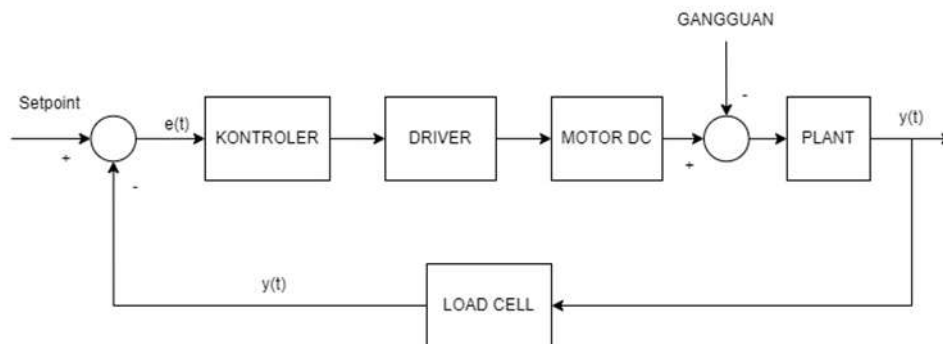 GANGGUAN
Setpoint
-
e(t)
KONTROLER
DRIVER
MOTOR DC
PLANT
y(t)
+
+
-
y(t)
LOAD CELL